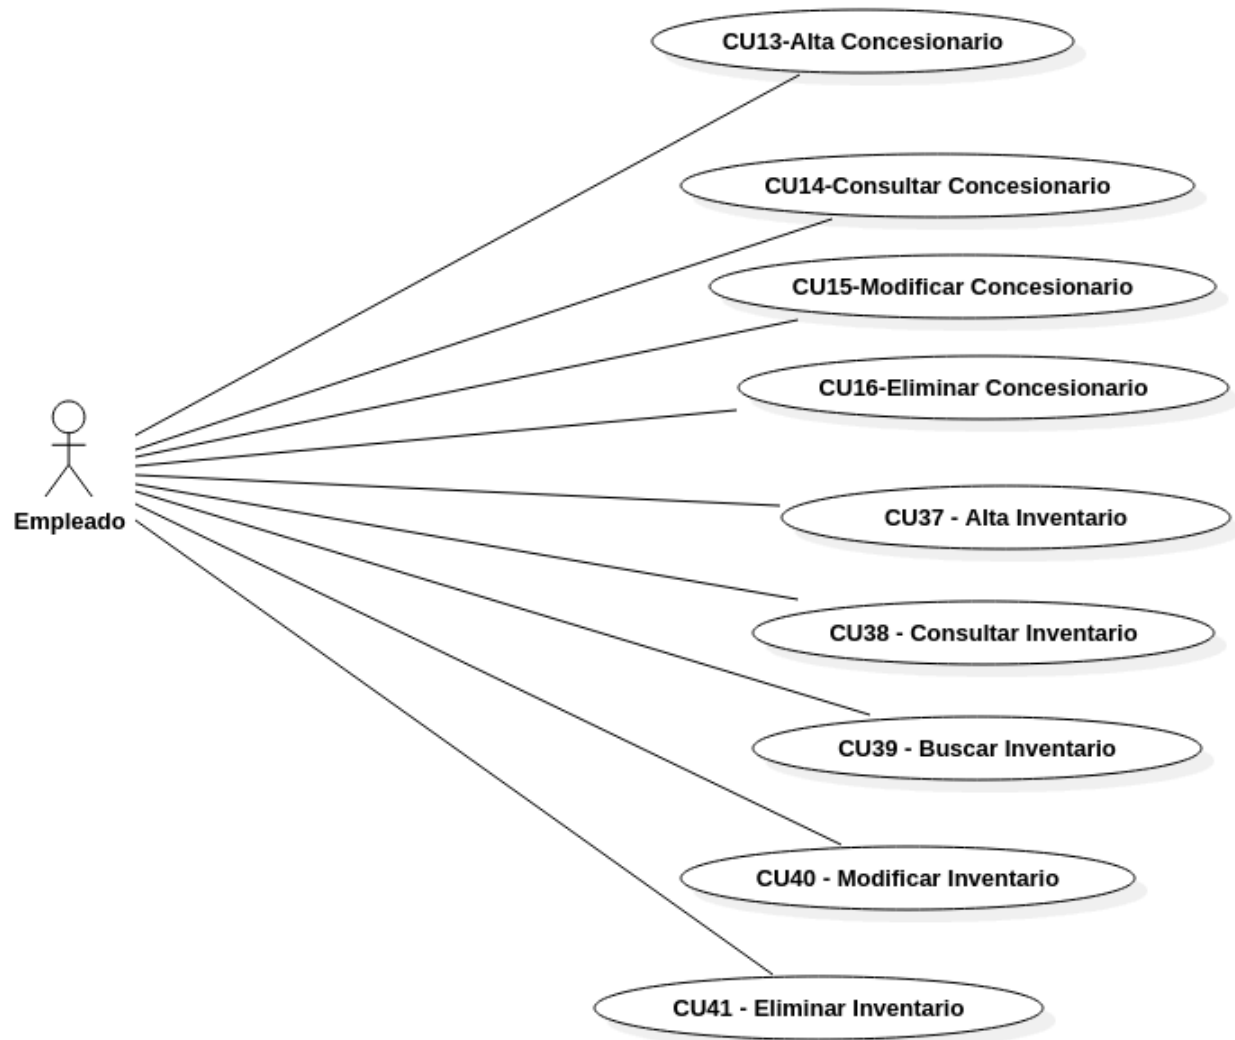 CU13-Alta Concesionario
CU14-Consultar Concesionario
CU15-Modificar Concesionario
CU16-Eliminar Concesionario
Empleado
CU37 - Alta Inventario
CU38 - Consultar Inventario
CU39 - Buscar Inventario
CU40 - Modificar Inventario
CU41 - Eliminar Inventario